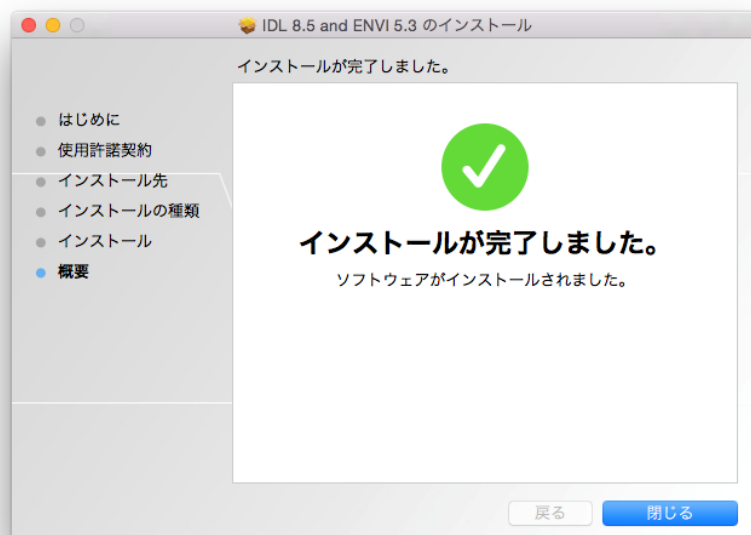 IDL 8.5 and ENVI 5.3 のインストール
インストールが完了しました。
はじめに
使用許諾契約
インストール先
インストールの種類
インストール
概要
インストールが完了しました。
ソフトウェアがインストールされました。
戻る
閉じる